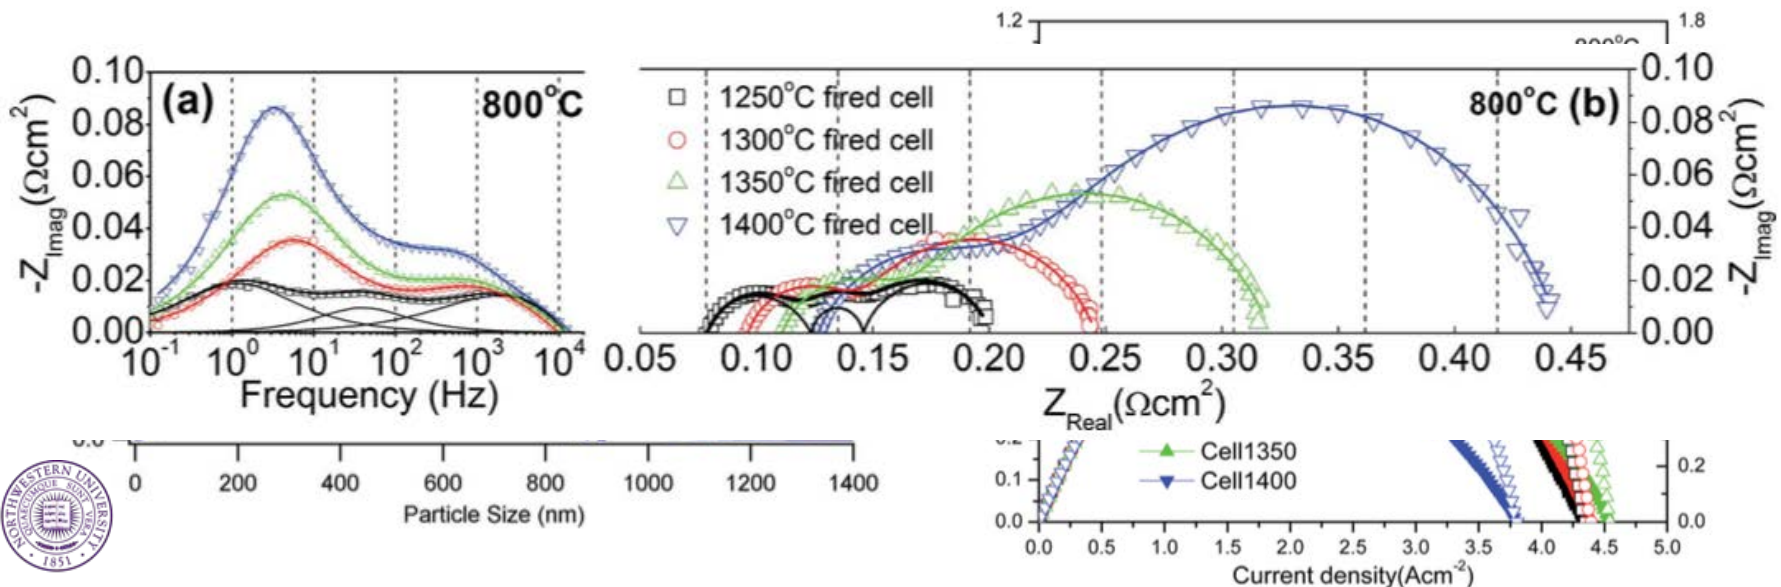 1.2
1.8
(a)
800°C
0.10
0.08
0.06
0.04
0.02
0.00
-Z_Imag(Ωcm²)
10⁻¹ 10⁰ 10¹ 10² 10³ 10⁴
Frequency (Hz)
1250°C fired cell
1300°C fired cell
1350°C fired cell
1400°C fired cell
800°C (b)
0.10
0.08
0.06
0.04
0.02
0.00
-Z_Imag(Ωcm²)
0.05 0.10 0.15 0.20 0.25 0.30 0.35 0.40 0.45
Z_Real(Ωcm²)
0 200 400 600 800 1000 1200 1400
Particle Size (nm)
NORTHWESTERN UNIVERSITY
QUAECUMQUE SUNT VERA
1851
Cell1350
Cell1400
0.1
0.0
0.2
0.0
0.0 0.5 1.0 1.5 2.0 2.5 3.0 3.5 4.0 4.5 5.0
Current density(Acm⁻²)